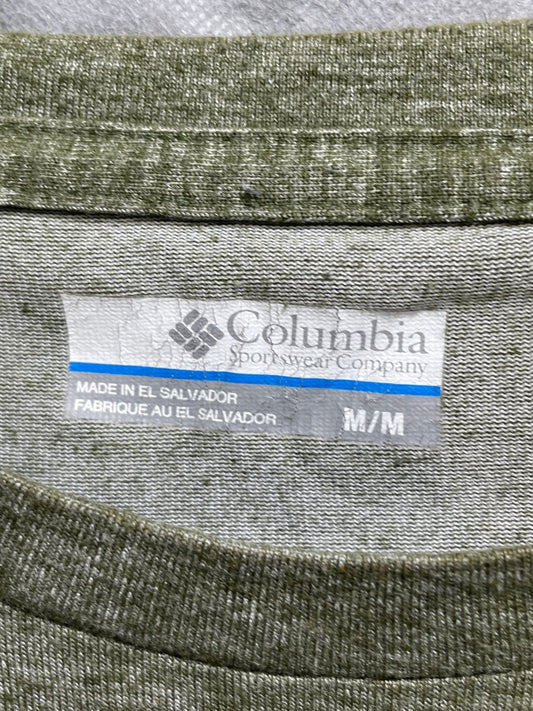 Columbia
Sportswear Company
MADE IN EL SALVADOR
FABRIQUE AU EL SALVADOR
M/M